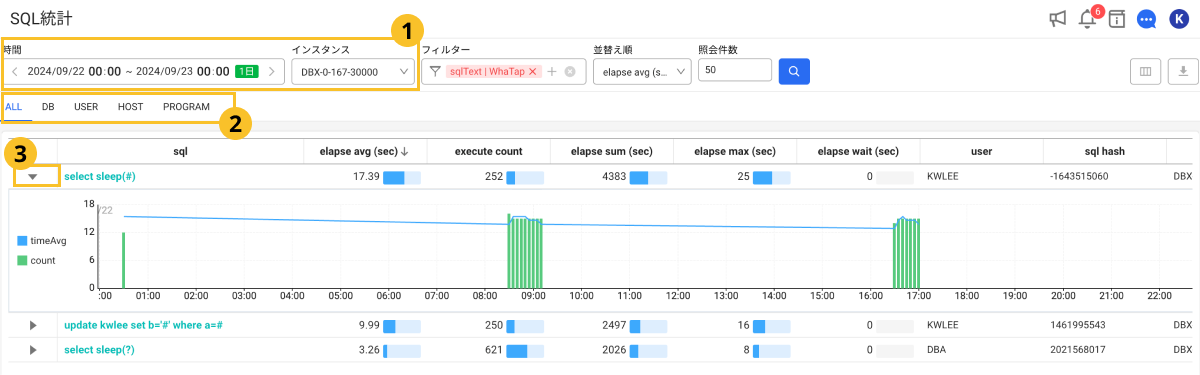 SQL統計
6
K
1
時間
インスタンス
フィルター
並替え順
照会件数
2024/09/22 00:00 ~ 2024/09/23 00:00 1日
DBX-0-167-30000
sqlText | WhaTap ×
elapse avg (s...
50
ALL DB USER HOST PROGRAM
2
3
sql elapse avg (sec) ↓ execute count elapse sum (sec) elapse max (sec) elapse wait (sec) user sql hash
select sleep(#) 17.39 252 4383 25 0 KWLEE -1643515060 DBX
18
/22
12
6
0
timeAvg
count
:00 01:00 02:00 03:00 04:00 05:00 06:00 07:00 08:00 09:00 10:00 11:00 12:00 13:00 14:00 15:00 16:00 17:00 18:00 19:00 20:00 21:00 22:00
update kwlee set b='#' where a=# 9.99 250 2497 16 0 KWLEE 1461995543 DBX
select sleep(?) 3.26 621 2026 8 0 DBA 2021568017 DBX